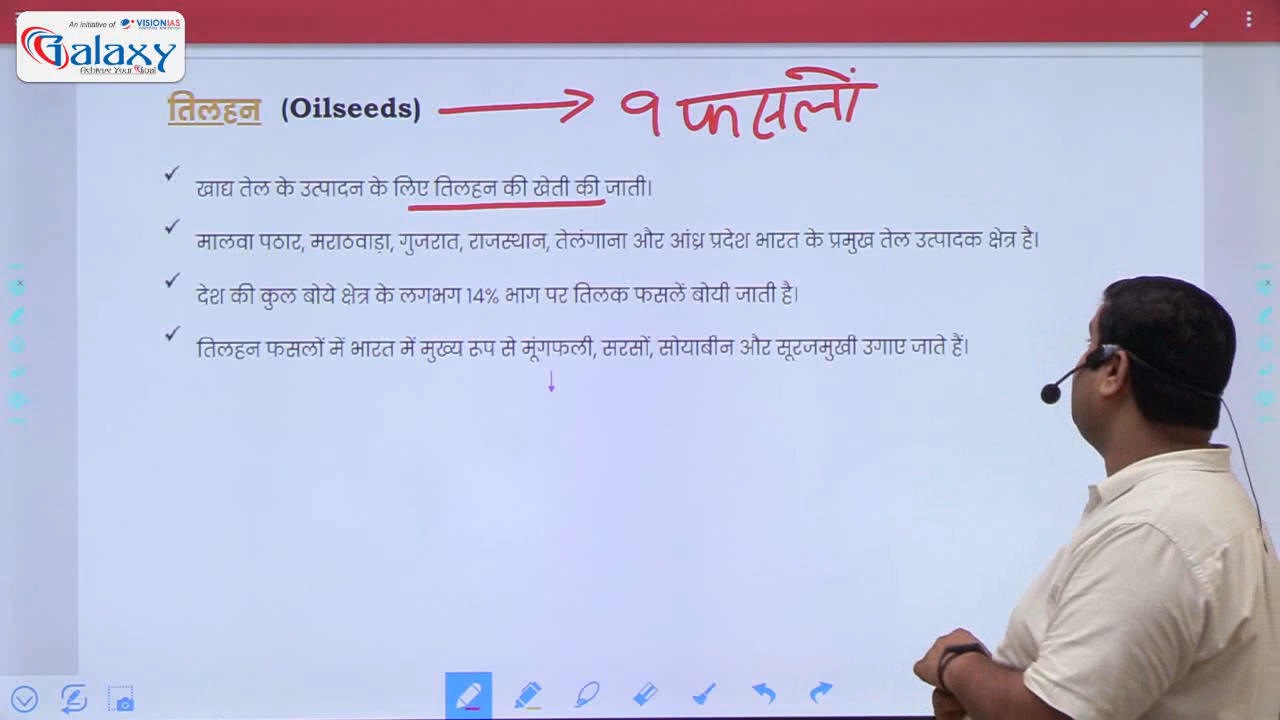 An initiative of VISIONIAS
Galaxy
Achieve Your Goal
तिलहन (Oilseeds) 9 फसलों
✓ खाद्य तेल के उत्पादन के लिए तिलहन की खेती की जाती।
✓ मालवा पठार, मराठवाड़ा, गुजरात, राजस्थान, तेलंगाना और आंध्र प्रदेश भारत के प्रमुख तेल उत्पादक क्षेत्र है।
✓ देश की कुल बोये क्षेत्र के लगभग 14% भाग पर तिलक फसलें बोयी जाती है।
✓ तिलहन फसलों में भारत में मुख्य रूप से मूंगफली, सरसों, सोयाबीन और सूरजमुखी उगाए जाते हैं।